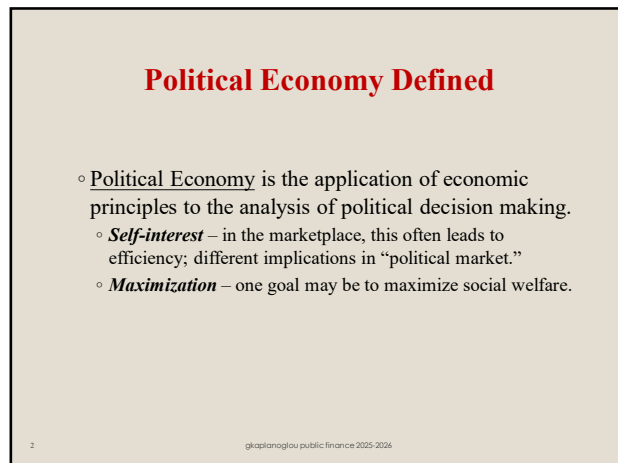 Political Economy Defined
◦ Political Economy is the application of economic
principles to the analysis of political decision making.
◦ Self-interest – in the marketplace, this often leads to
efficiency; different implications in “political market.”
◦ Maximization – one goal may be to maximize social welfare.
2
gkaplanoglou public finance 2025-2026